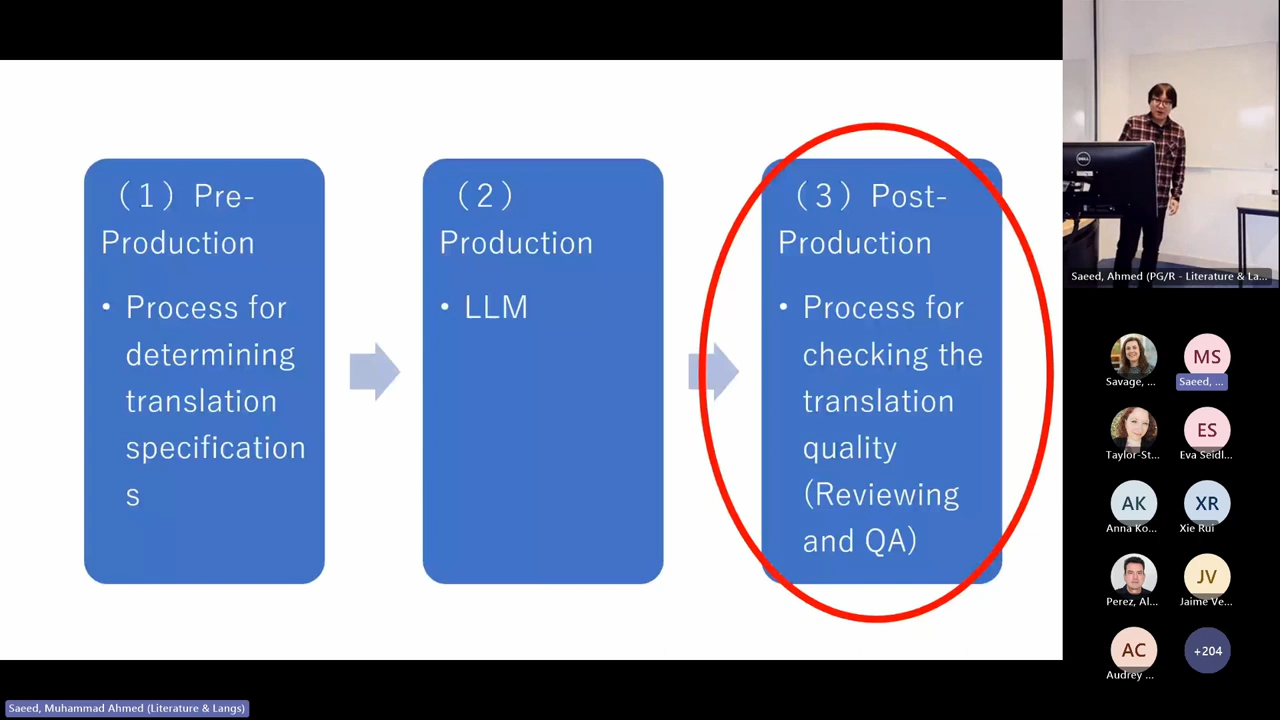 （1）Pre-
Production
• Process for
determining
translation
specification
s
（2）
Production
• LLM
（3）Post-
Production
• Process for
checking the
translation
quality
(Reviewing
and QA)
DELL
Saeed, Ahmed (PG/R - Literature & La...
Savage, ...
MS
Saeed, ...
Taylor-St...
ES
Eva Seidl...
AK
Anna Ko...
XR
Xie Rui
Perez, Al...
JV
Jaime Ve...
AC
Audrey ...
+204
Saeed, Muhammad Ahmed (Literature & Langs)